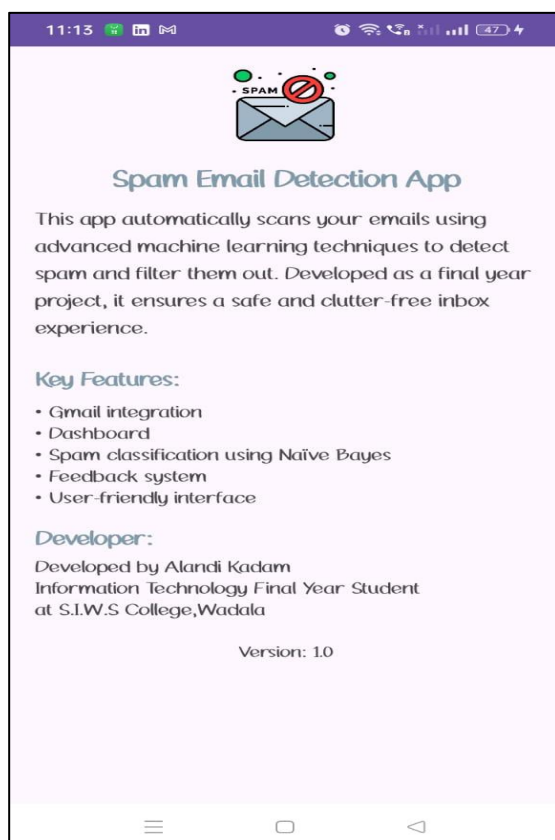 11:13 47
SPAM
Spam Email Detection App
This app automatically scans your emails using
advanced machine learning techniques to detect
spam and filter them out. Developed as a final year
project, it ensures a safe and clutter-free inbox
experience.
Key Features:
• Gmail integration
• Dashboard
• Spam classification using Naïve Bayes
• Feedback system
• User-friendly interface
Developer:
Developed by Alandi Kadam
Information Technology Final Year Student
at S.I.W.S College,Wadala
Version: 1.0